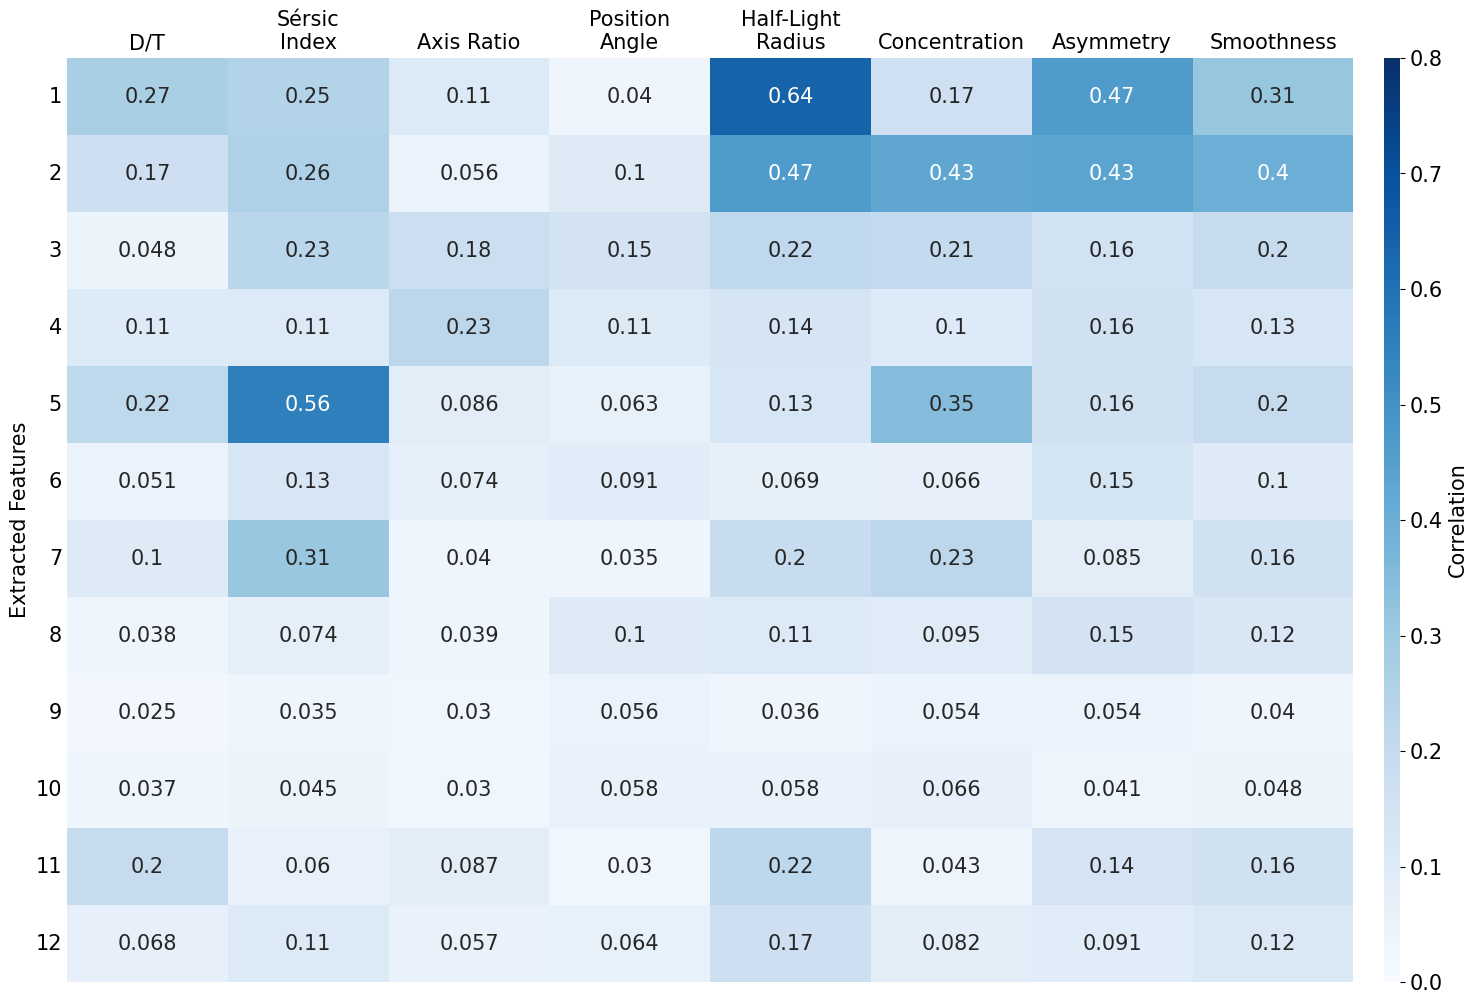 Sérsic
Index
Position
Angle
Half-Light
Radius
D/T Axis Ratio Concentration Asymmetry Smoothness
1 0.27 0.25 0.11 0.04 0.64 0.17 0.47 0.31
2 0.17 0.26 0.056 0.1 0.47 0.43 0.43 0.4
3 0.048 0.23 0.18 0.15 0.22 0.21 0.16 0.2
4 0.11 0.11 0.23 0.11 0.14 0.1 0.16 0.13
5 0.22 0.56 0.086 0.063 0.13 0.35 0.16 0.2
6 0.051 0.13 0.074 0.091 0.069 0.066 0.15 0.1
7 0.1 0.31 0.04 0.035 0.2 0.23 0.085 0.16
8 0.038 0.074 0.039 0.1 0.11 0.095 0.15 0.12
9 0.025 0.035 0.03 0.056 0.036 0.054 0.054 0.04
10 0.037 0.045 0.03 0.058 0.058 0.066 0.041 0.048
11 0.2 0.06 0.087 0.03 0.22 0.043 0.14 0.16
12 0.068 0.11 0.057 0.064 0.17 0.082 0.091 0.12
Extracted Features
0.8
0.7
0.6
0.5
0.4
0.3
0.2
0.1
0.0
Correlation